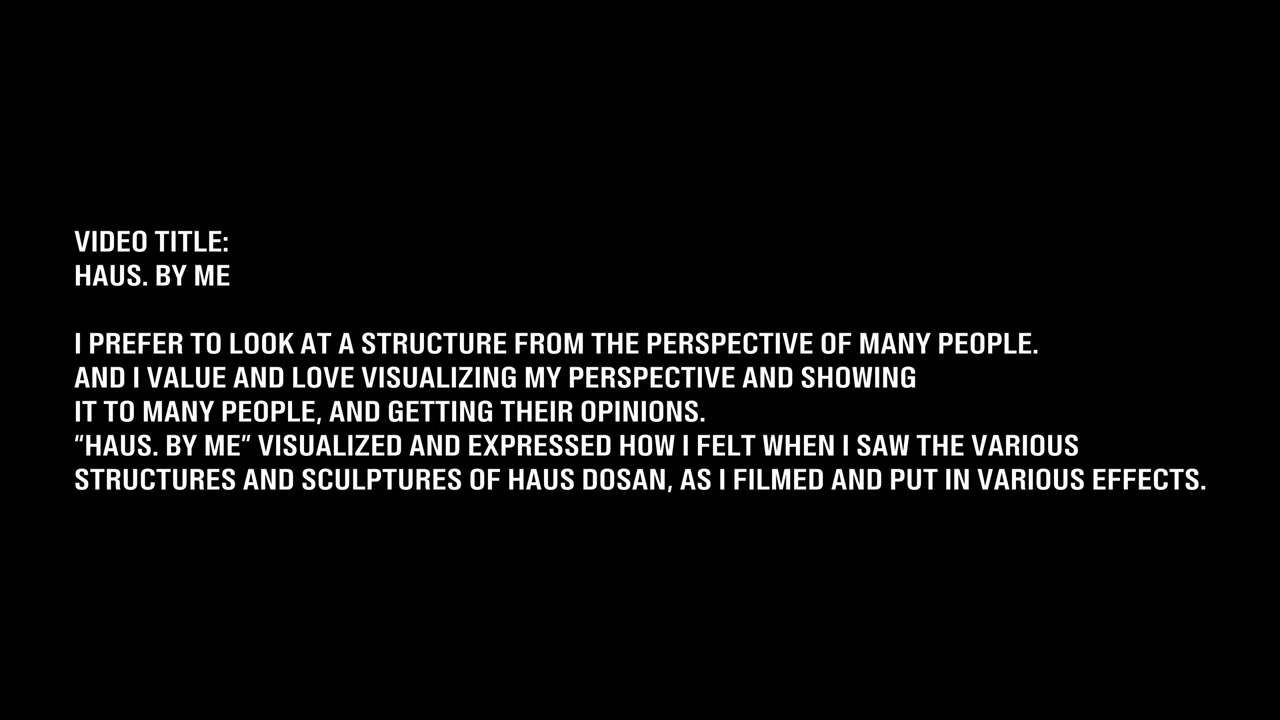 VIDEO TITLE:
HAUS. BY ME
I PREFER TO LOOK AT A STRUCTURE FROM THE PERSPECTIVE OF MANY PEOPLE.
AND I VALUE AND LOVE VISUALIZING MY PERSPECTIVE AND SHOWING
IT TO MANY PEOPLE, AND GETTING THEIR OPINIONS.
“HAUS. BY ME” VISUALIZED AND EXPRESSED HOW I FELT WHEN I SAW THE VARIOUS
STRUCTURES AND SCULPTURES OF HAUS DOSAN, AS I FILMED AND PUT IN VARIOUS EFFECTS.